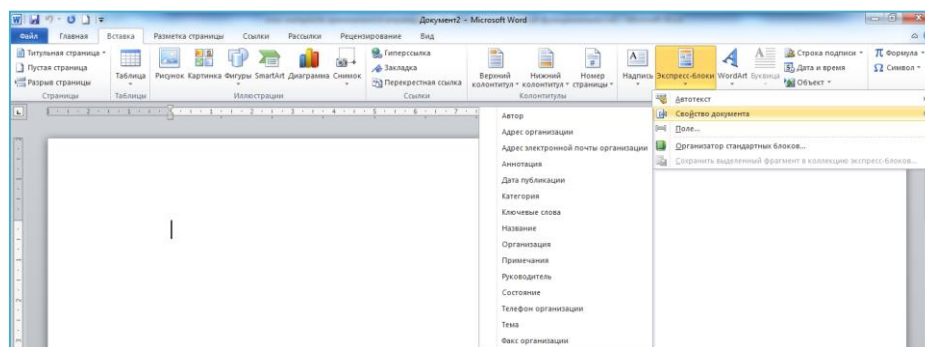 Документ2 - Microsoft Word
Файл Главная Вставка Разметка страницы Ссылки Рассылки Рецензирование Вид
Титульная страница
Пустая страница
Разрыв страницы
Страницы
Таблица
Таблицы
Рисунок Картинка Фигуры SmartArt Диаграмма Снимок
Иллюстрации
Гиперссылка
Закладка
Перекрестная ссылка
Ссылки
Верхний колонтитул
Нижний колонтитул
Номер страницы
Колонтитулы
Надпись Экспресс-блоки WordArt Буквица
Строка подписи
Дата и время
Объект
Формула
Символ
Автотекст
Свойство документа
Поле...
Организатор стандартных блоков...
Сохранить выделенный фрагмент в коллекцию экспресс-блоков...
Автор
Адрес организации
Адрес электронной почты организации
Аннотация
Дата публикации
Категория
Ключевые слова
Название
Организация
Примечания
Руководитель
Состояние
Телефон организации
Тема
Факс организации